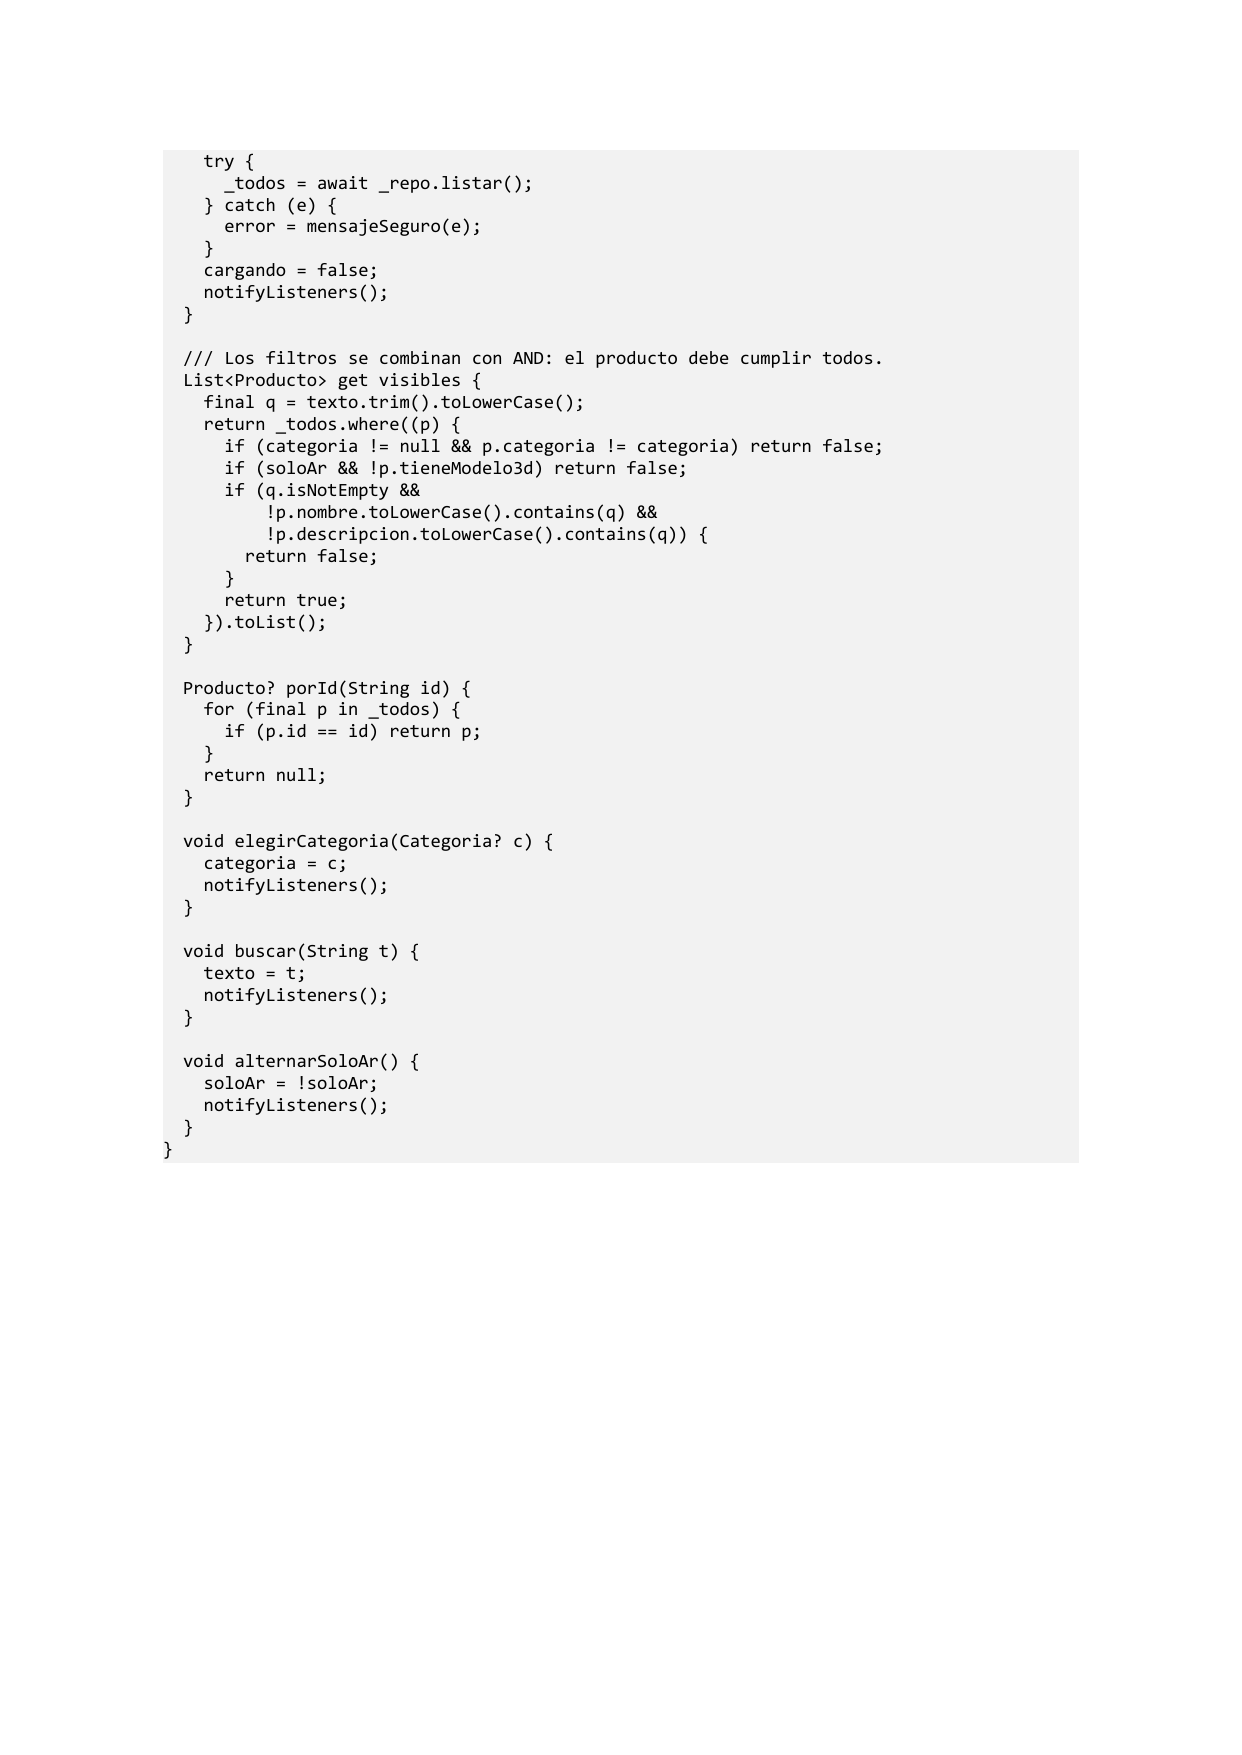 try {
      _todos = await _repo.listar();
    } catch (e) {
      error = mensajeSeguro(e);
    }
    cargando = false;
    notifyListeners();
  }

  /// Los filtros se combinan con AND: el producto debe cumplir todos.
  List<Producto> get visibles {
    final q = texto.trim().toLowerCase();
    return _todos.where((p) {
      if (categoria != null && p.categoria != categoria) return false;
      if (soloAr && !p.tieneModelo3d) return false;
      if (q.isNotEmpty &&
          !p.nombre.toLowerCase().contains(q) &&
          !p.descripcion.toLowerCase().contains(q)) {
        return false;
      }
      return true;
    }).toList();
  }

  Producto? porId(String id) {
    for (final p in _todos) {
      if (p.id == id) return p;
    }
    return null;
  }

  void elegirCategoria(Categoria? c) {
    categoria = c;
    notifyListeners();
  }

  void buscar(String t) {
    texto = t;
    notifyListeners();
  }

  void alternarSoloAr() {
    soloAr = !soloAr;
    notifyListeners();
  }
}